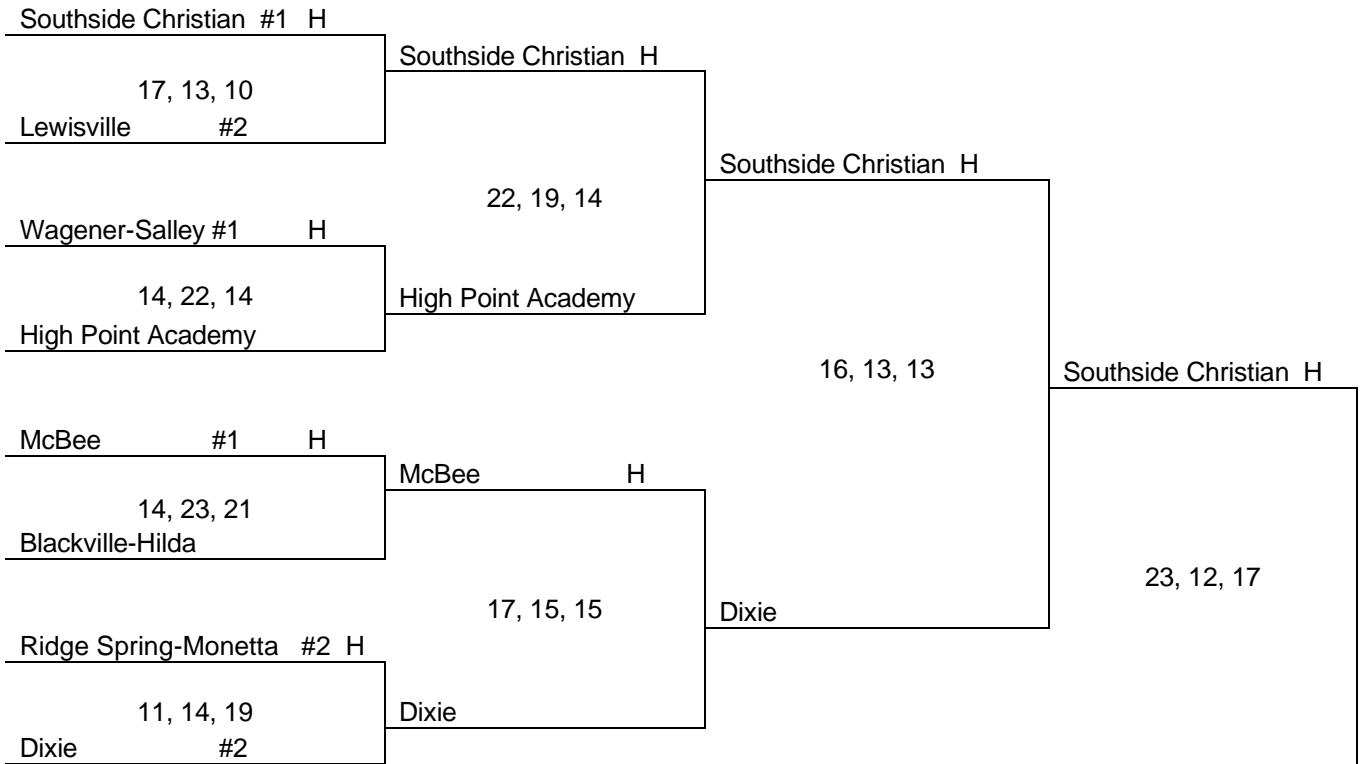 Southside Christian #1 H
Southside Christian H
17, 13, 10
Lewisville #2
Southside Christian H
22, 19, 14
Wagener-Salley #1 H
14, 22, 14
High Point Academy
High Point Academy
16, 13, 13
Southside Christian H
McBee #1 H
McBee H
14, 23, 21
Blackville-Hilda
23, 12, 17
17, 15, 15
Dixie
Ridge Spring-Monetta #2 H
11, 14, 19
Dixie
Dixie #2